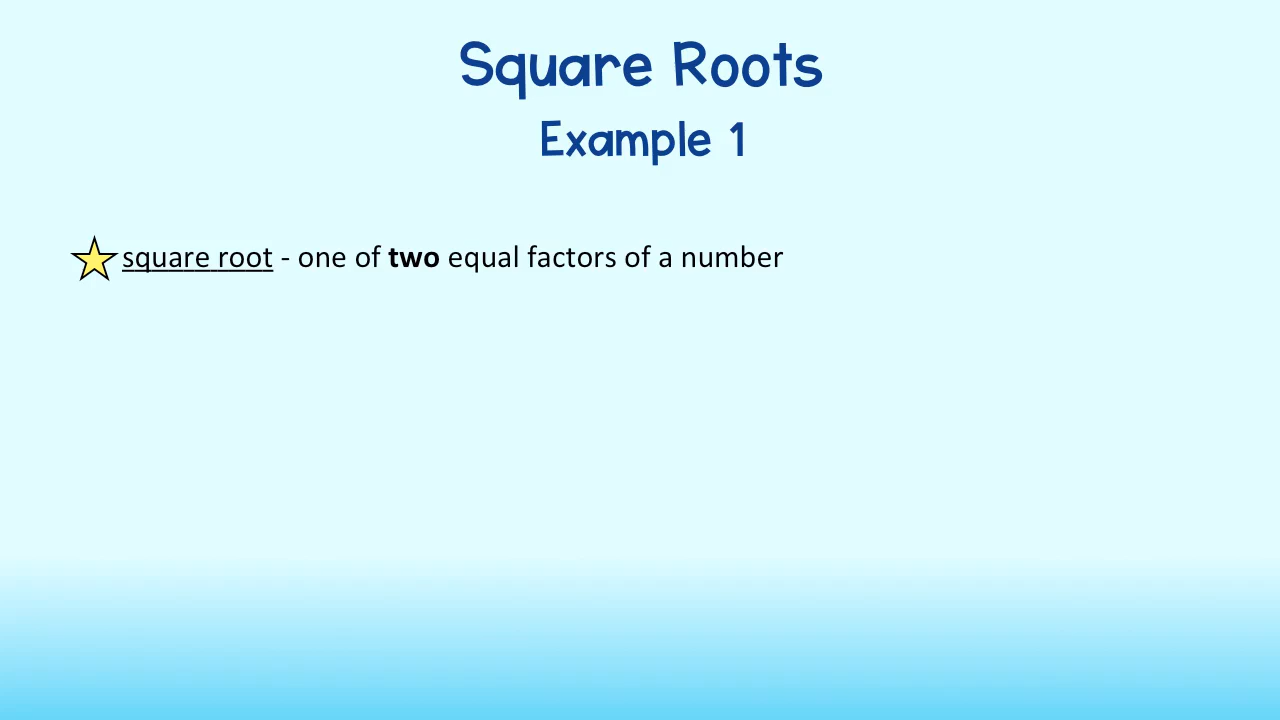 Square Roots
Example 1
square root - one of two equal factors of a number